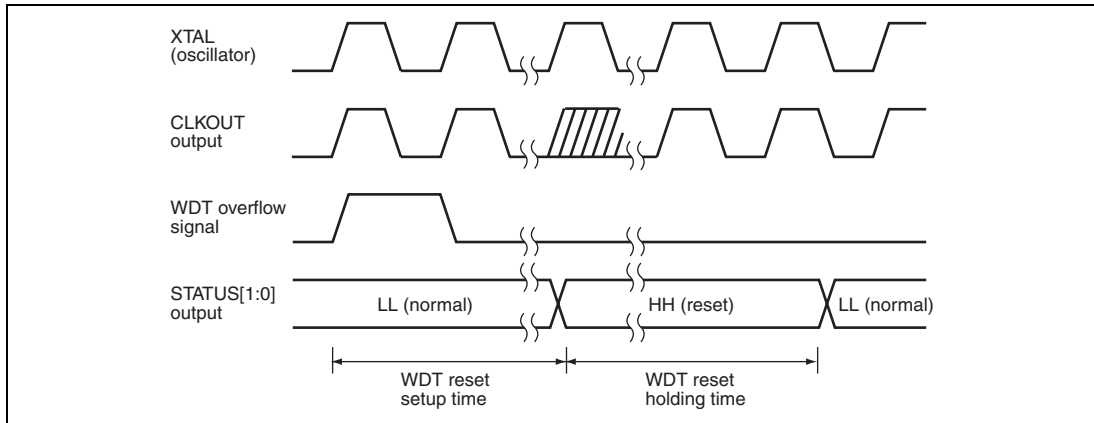 XTAL
(oscillator)
CLKOUT
output
WDT overflow
signal
STATUS[1:0]
output
LL (normal)
HH (reset)
LL (normal)
WDT reset
setup time
WDT reset
holding time